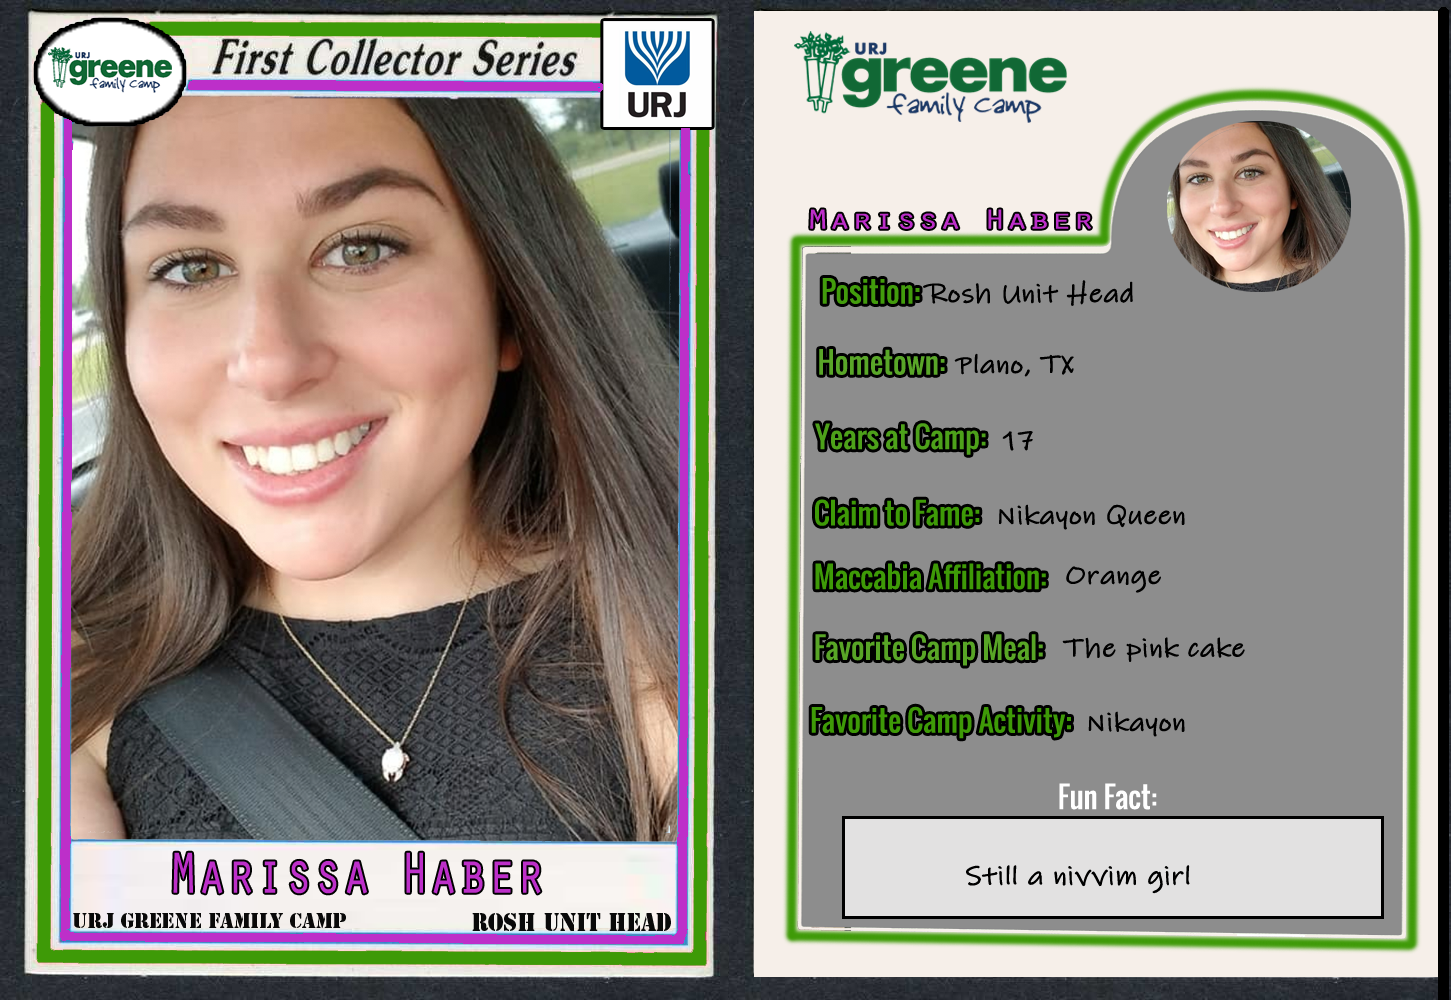 URJ
greene
family camp
First Collector Series
URJ
MARISSA HABER
URJ GREENE FAMILY CAMP
ROSH UNIT HEAD
URJ
greene
family camp
MARISSA HABER
Position: Rosh Unit Head
Hometown: Plano, TX
Years at Camp: 17
Claim to Fame: Nikayon Queen
Maccabia Affiliation: Orange
Favorite Camp Meal: The pink cake
Favorite Camp Activity: Nikayon
Fun Fact:
Still a nivvim girl